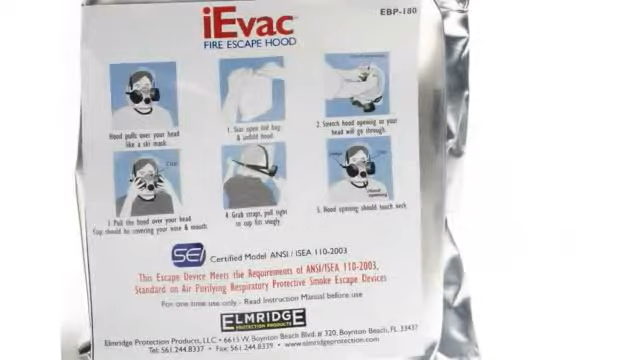 iEvac
EBP-180
FIRE ESCAPE HOOD
Hood pulls over your head
like a ski mask.
1. Tear open foil bag
& unfold hood.
2. Stretch hood opening so your
head will go through.
3. Pull the hood over your head
Cup should be covering your nose & mouth.
4. Grab straps, pull tight
so cup fits snugly.
5. Hood opening should touch neck.
SEI Certified Model ANSI / ISEA 110-2003
This Escape Device Meets the Requirements of ANSI/ISEA 110-2003,
Standard on Air Purifying Respiratory Protective Smoke Escape Devices
For one time use only - Read Instruction Manual before use
ELMRIDGE
PROTECTION PRODUCTS
Elmridge Protection Products, LLC • 6615 W. Boynton Beach Blvd.# 320, Boynton Beach, FL 33437
Tel: 561.244.8337 • Fax: 561.244.8339 • www.elmridgeprotection.com